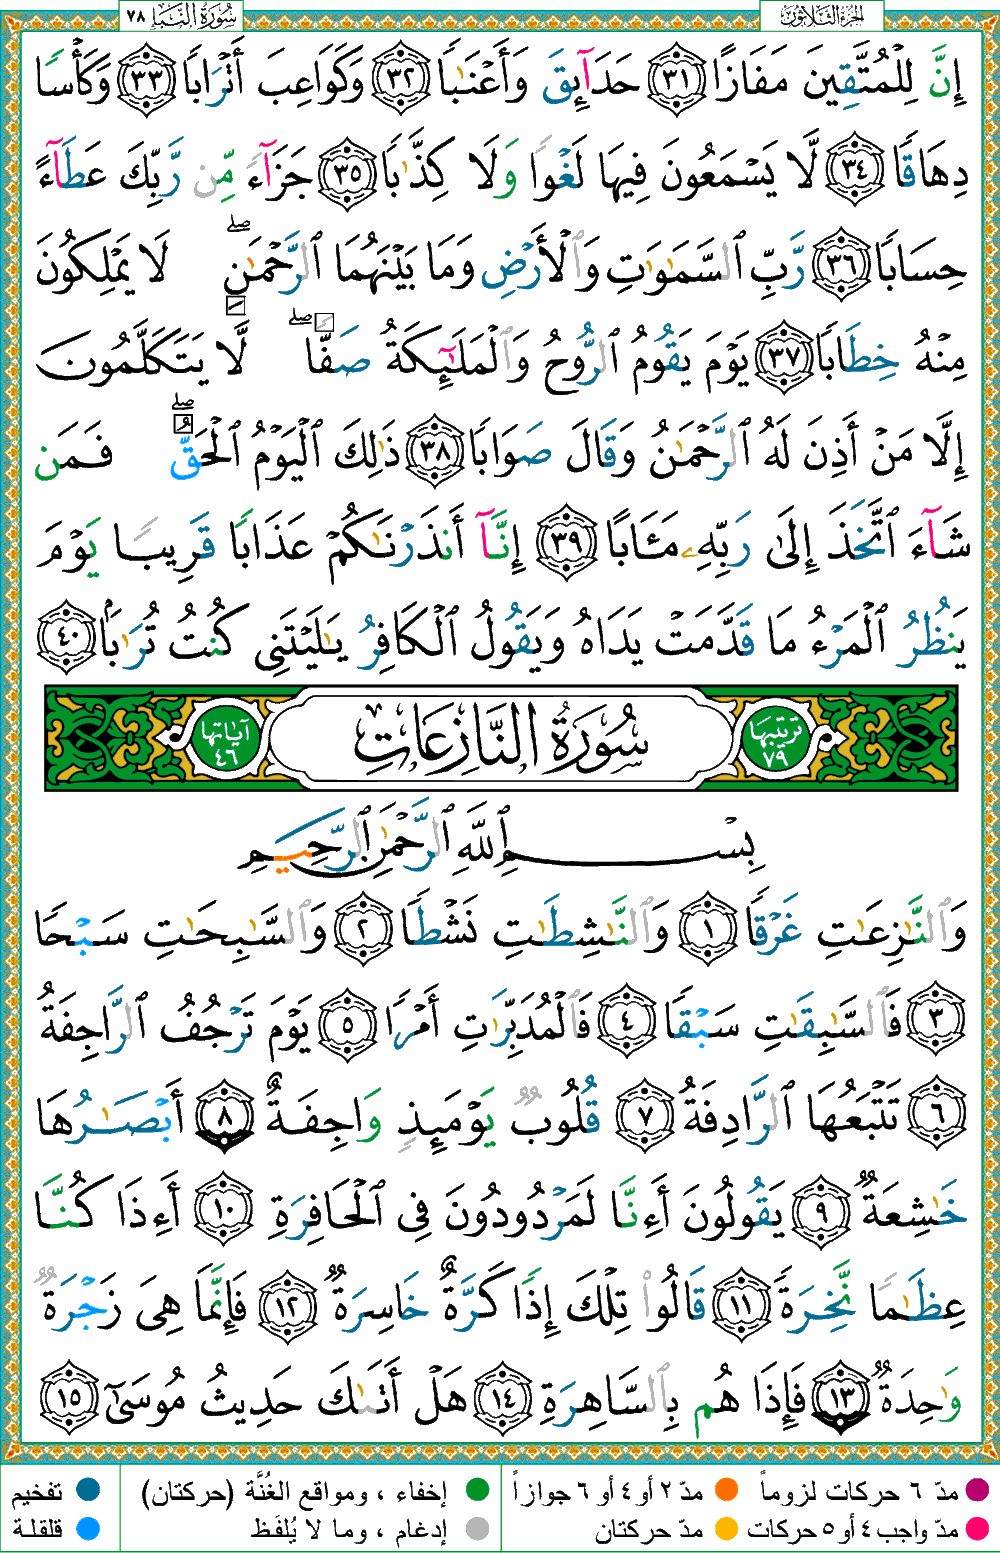 الجزء الثلاثون
سورة النبإ ٧٨
إِنَّ لِلْمُتَّقِينَ مَفَازًا ٣١ حَدَآئِقَ وَأَعْنَٰبًا ٣٢ وَكَوَاعِبَ أَتْرَابًا ٣٣ وَكَأْسًا
دِهَاقًا ٣٤ لَّا يَسْمَعُونَ فِيهَا لَغْوًا وَلَا كِذَّٰبًا ٣٥ جَزَآءً مِّن رَّبِّكَ عَطَآءً
حِسَابًا ٣٦ رَّبِّ ٱلسَّمَٰوَٰتِ وَٱلْأَرْضِ وَمَا بَيْنَهُمَا ٱلرَّحْمَٰنِ ۖ لَا يَمْلِكُونَ
مِنْهُ خِطَابًا ٣٧ يَوْمَ يَقُومُ ٱلرُّوحُ وَٱلْمَلَٰٓئِكَةُ صَفًّا ۖ لَّا يَتَكَلَّمُونَ
إِلَّا مَنْ أَذِنَ لَهُ ٱلرَّحْمَٰنُ وَقَالَ صَوَابًا ٣٨ ذَٰلِكَ ٱلْيَوْمُ ٱلْحَقُّ ۖ فَمَن
شَآءَ ٱتَّخَذَ إِلَىٰ رَبِّهِۦ مَـَٔابًا ٣٩ إِنَّآ أَنذَرْنَٰكُمْ عَذَابًا قَرِيبًا يَوْمَ
يَنظُرُ ٱلْمَرْءُ مَا قَدَّمَتْ يَدَاهُ وَيَقُولُ ٱلْكَافِرُ يَٰلَيْتَنِى كُنتُ تُرَٰبًۢا ٤٠
ترتيبها ٧٩ سُورَةُ النَّازِعَاتِ آياتها ٤٦
بِسْمِ ٱللَّهِ ٱلرَّحْمَٰنِ ٱلرَّحِيمِ
وَٱلنَّٰزِعَٰتِ غَرْقًا ١ وَٱلنَّٰشِطَٰتِ نَشْطًا ٢ وَٱلسَّٰبِحَٰتِ سَبْحًا
٣ فَٱلسَّٰبِقَٰتِ سَبْقًا ٤ فَٱلْمُدَبِّرَٰتِ أَمْرًا ٥ يَوْمَ تَرْجُفُ ٱلرَّاجِفَةُ
٦ تَتْبَعُهَا ٱلرَّادِفَةُ ٧ قُلُوبٌ يَوْمَئِذٍ وَاجِفَةٌ ٨ أَبْصَٰرُهَا
خَٰشِعَةٌ ٩ يَقُولُونَ أَءِنَّا لَمَرْدُودُونَ فِى ٱلْحَافِرَةِ ١٠ أَءِذَا كُنَّا
عِظَٰمًا نَّخِرَةً ١١ قَالُوا۟ تِلْكَ إِذًا كَرَّةٌ خَاسِرَةٌ ١٢ فَإِنَّمَا هِىَ زَجْرَةٌ
وَٰحِدَةٌ ١٣ فَإِذَا هُم بِٱلسَّاهِرَةِ ١٤ هَلْ أَتَىٰكَ حَدِيثُ مُوسَىٰٓ ١٥
مدّ ٦ حركات لزوماً مدّ ٢ أو ٤ أو ٦ جوازاً إخفاء ، ومواقع الغُنَّة (حركتان) تفخيم
مدّ واجب ٤ أو ٥ حركات مدّ حركتان إدغام ، وما لا يُلفَظ قلقلة